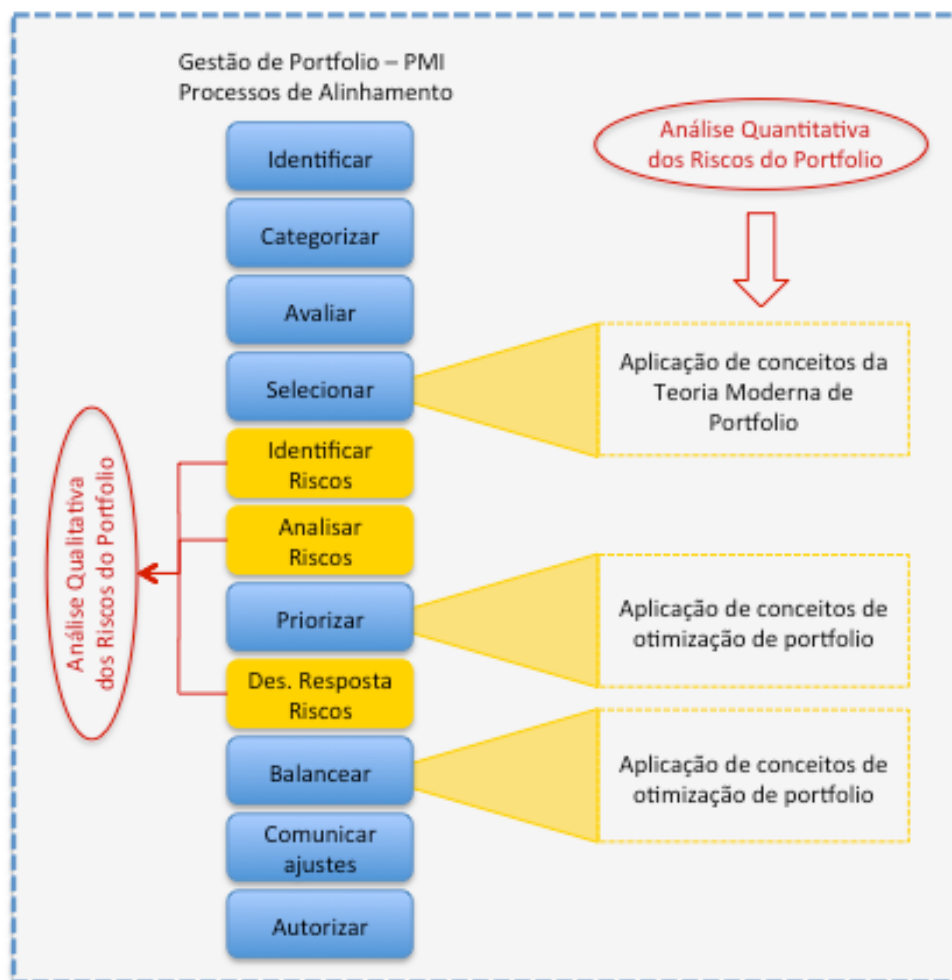 Gestão de Portfolio – PMI
Processos de Alinhamento
Identificar
Categorizar
Avaliar
Selecionar
Identificar
Riscos
Analisar
Riscos
Priorizar
Des. Resposta
Riscos
Balancear
Comunicar
ajustes
Autorizar
Análise Qualitativa
dos Riscos do Portfolio
Análise Quantitativa
dos Riscos do Portfolio
Aplicação de conceitos da
Teoria Moderna de
Portfolio
Aplicação de conceitos de
otimização de portfolio
Aplicação de conceitos de
otimização de portfolio